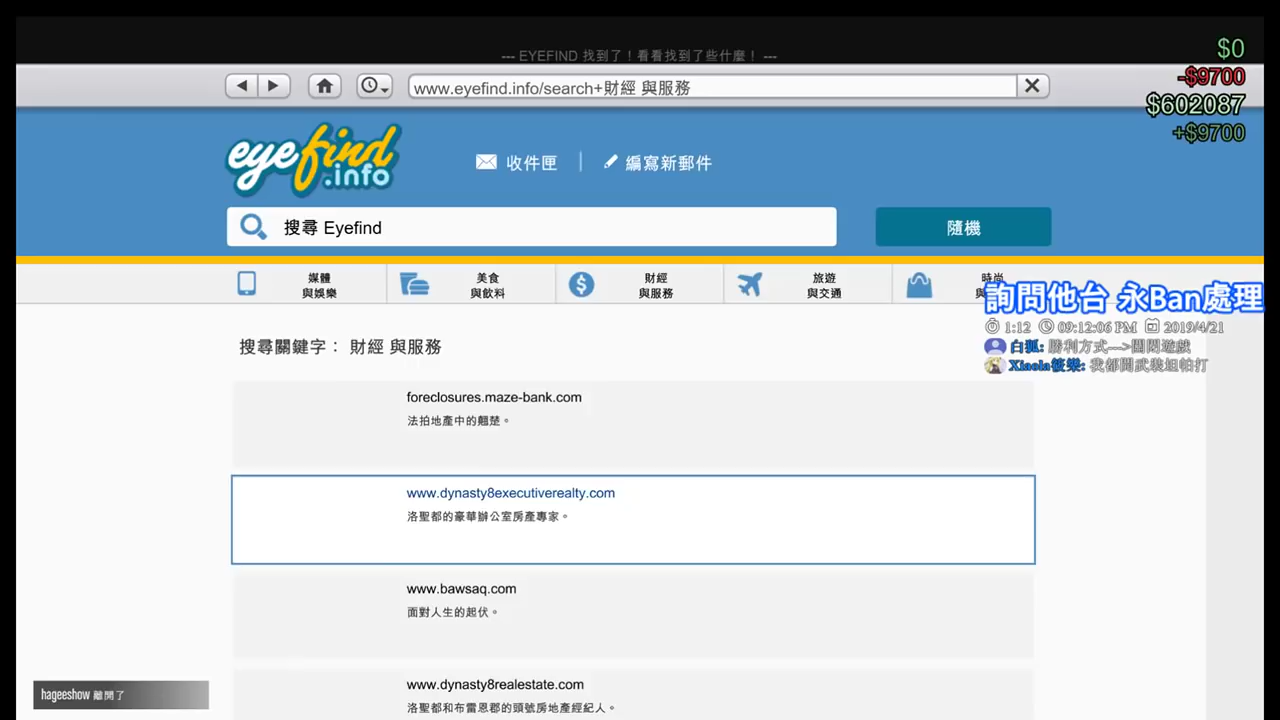 --- EYEFIND 找到了！看看找到了些什麼！ ---
$0
-$9700
$602087
+$9700
www.eyefind.info/search+財經 與服務
eyefind
.info
收件匣
編寫新郵件
搜尋 Eyefind
隨機
媒體
與娛樂
美食
與飲料
財經
與服務
旅遊
與交通
時尚
詢問他台 永Ban處理
1:12 09:12:06 PM 2019/4/21
白狐: 勝利方式--->團悶遊戲
Xiaola筱樂: 我都開武裝坦帕打
搜尋關鍵字： 財經 與服務
foreclosures.maze-bank.com
法拍地產中的翹楚。
www.dynasty8executiverealty.com
洛聖都的豪華辦公室房產專家。
www.bawsaq.com
面對人生的起伏。
www.dynasty8realestate.com
洛聖都和布雷恩郡的頭號房地產經紀人。
hageeshow 離開了